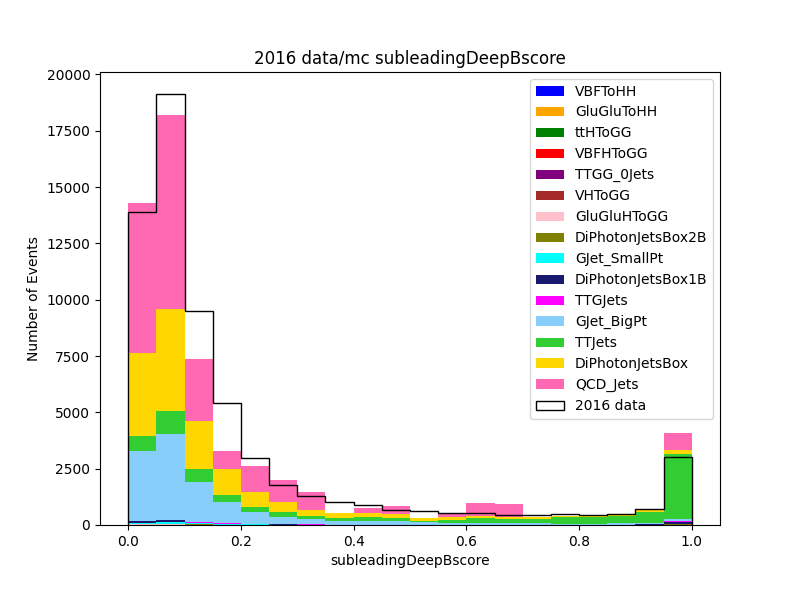 2016 data/mc subleadingDeepBscore
20000
17500
15000
12500
10000
7500
5000
2500
0
Number of Events
0.0
0.2
0.4
0.6
0.8
1.0
subleadingDeepBscore
VBFToHH
GluGluToHH
ttHToGG
VBFHToGG
TTGG_0Jets
VHToGG
GluGluHToGG
DiPhotonJetsBox2B
GJet_SmallPt
DiPhotonJetsBox1B
TTGJets
GJet_BigPt
TTJets
DiPhotonJetsBox
QCD_Jets
2016 data